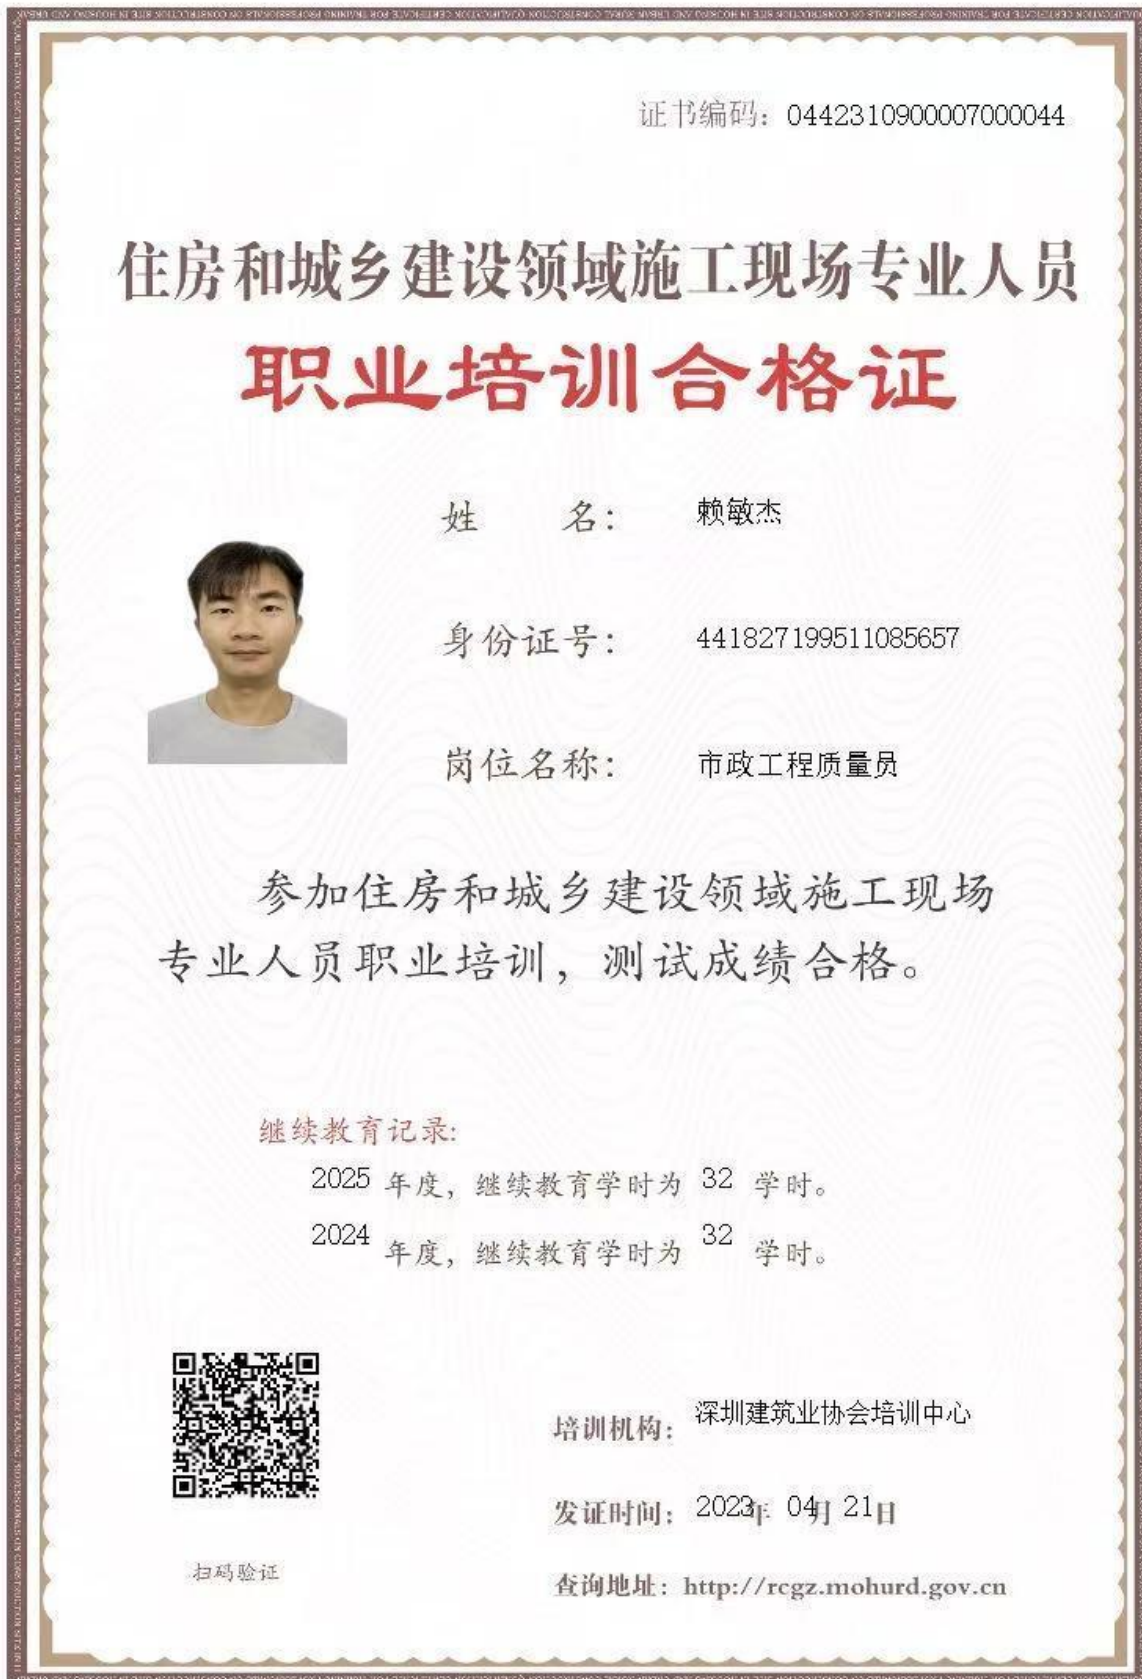 证书编码：0442310900007000044
住房和城乡建设领域施工现场专业人员
职业培训合格证
姓 名：赖敏杰
身份证号：441827199511085657
岗位名称：市政工程质量员
参加住房和城乡建设领域施工现场
专业人员职业培训，测试成绩合格。
继续教育记录:
2025 年度，继续教育学时为 32 学时。
2024 年度，继续教育学时为 32 学时。
培训机构：深圳建筑业协会培训中心
发证时间：2023年 04月 21日
扫码验证
查询地址：http://rcgz.mohurd.gov.cn